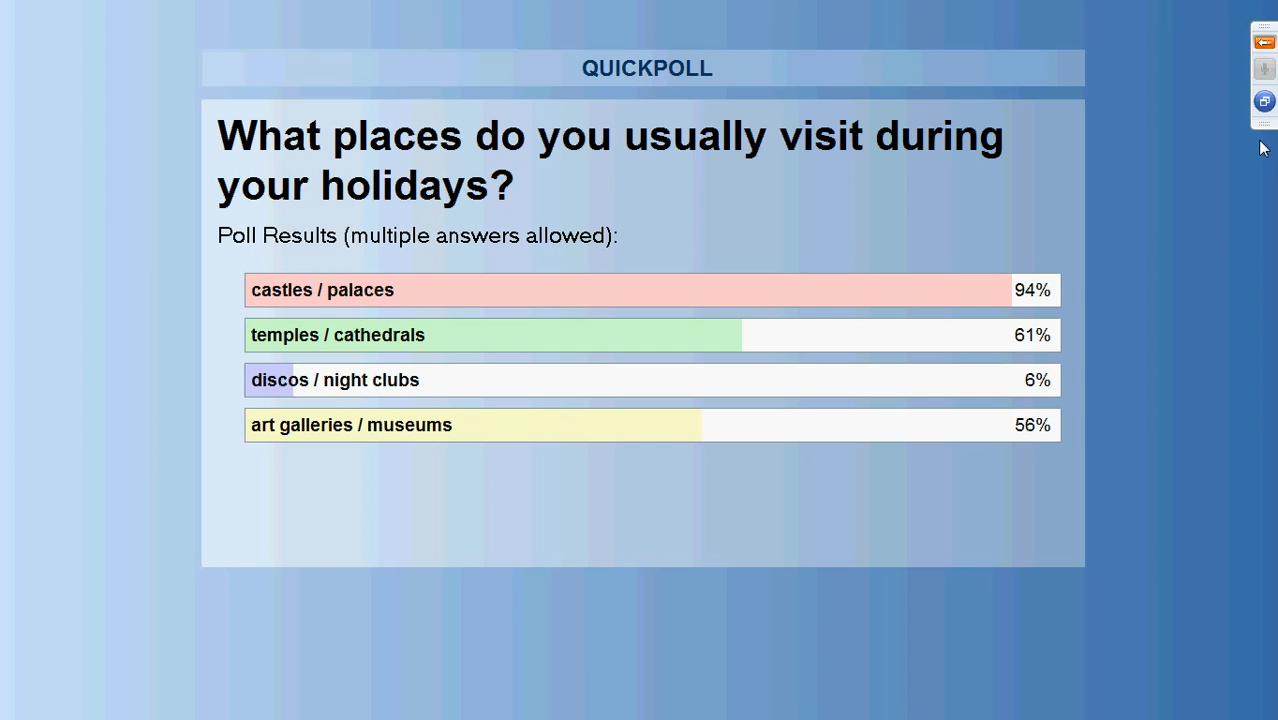 QUICKPOLL
What places do you usually visit during
your holidays?
Poll Results (multiple answers allowed):
castles / palaces 94%
temples / cathedrals 61%
discos / night clubs 6%
art galleries / museums 56%